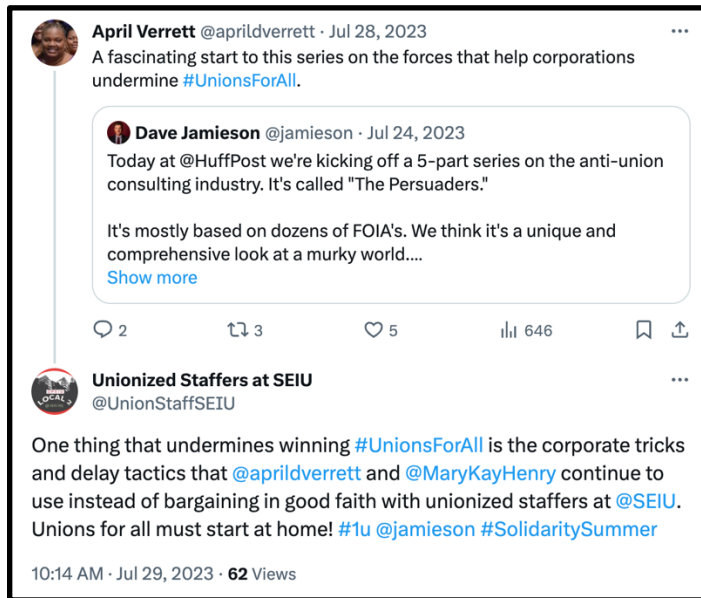 April Verrett @aprildverrett · Jul 28, 2023
A fascinating start to this series on the forces that help corporations
undermine #UnionsForAll.
Dave Jamieson @jamieson · Jul 24, 2023
Today at @HuffPost we're kicking off a 5-part series on the anti-union
consulting industry. It's called "The Persuaders."
It's mostly based on dozens of FOIA's. We think it's a unique and
comprehensive look at a murky world....
Show more
2 3 5 646
Unionized Staffers at SEIU
@UnionStaffSEIU
LOCAL 2
One thing that undermines winning #UnionsForAll is the corporate tricks
and delay tactics that @aprildverrett and @MaryKayHenry continue to
use instead of bargaining in good faith with unionized staffers at @SEIU.
Unions for all must start at home! #1u @jamieson #SolidaritySummer
10:14 AM · Jul 29, 2023 · 62 Views